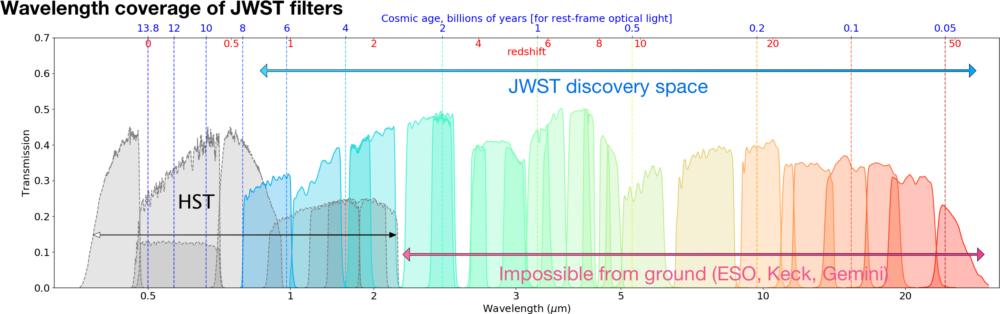 Wavelength coverage of JWST filters
Cosmic age, billions of years [for rest-frame optical light]
13.8 12 10 8 6 4 2 1 0.5 0.2 0.1 0.05
0 0.5 1 2 4 6 8 10 20 50
redshift
0.7
0.6
0.5
0.4
0.3
0.2
0.1
0.0
Transmission
JWST discovery space
HST
Impossible from ground (ESO, Keck, Gemini)
0.5 1 2 3 5 10 20
Wavelength (μm)